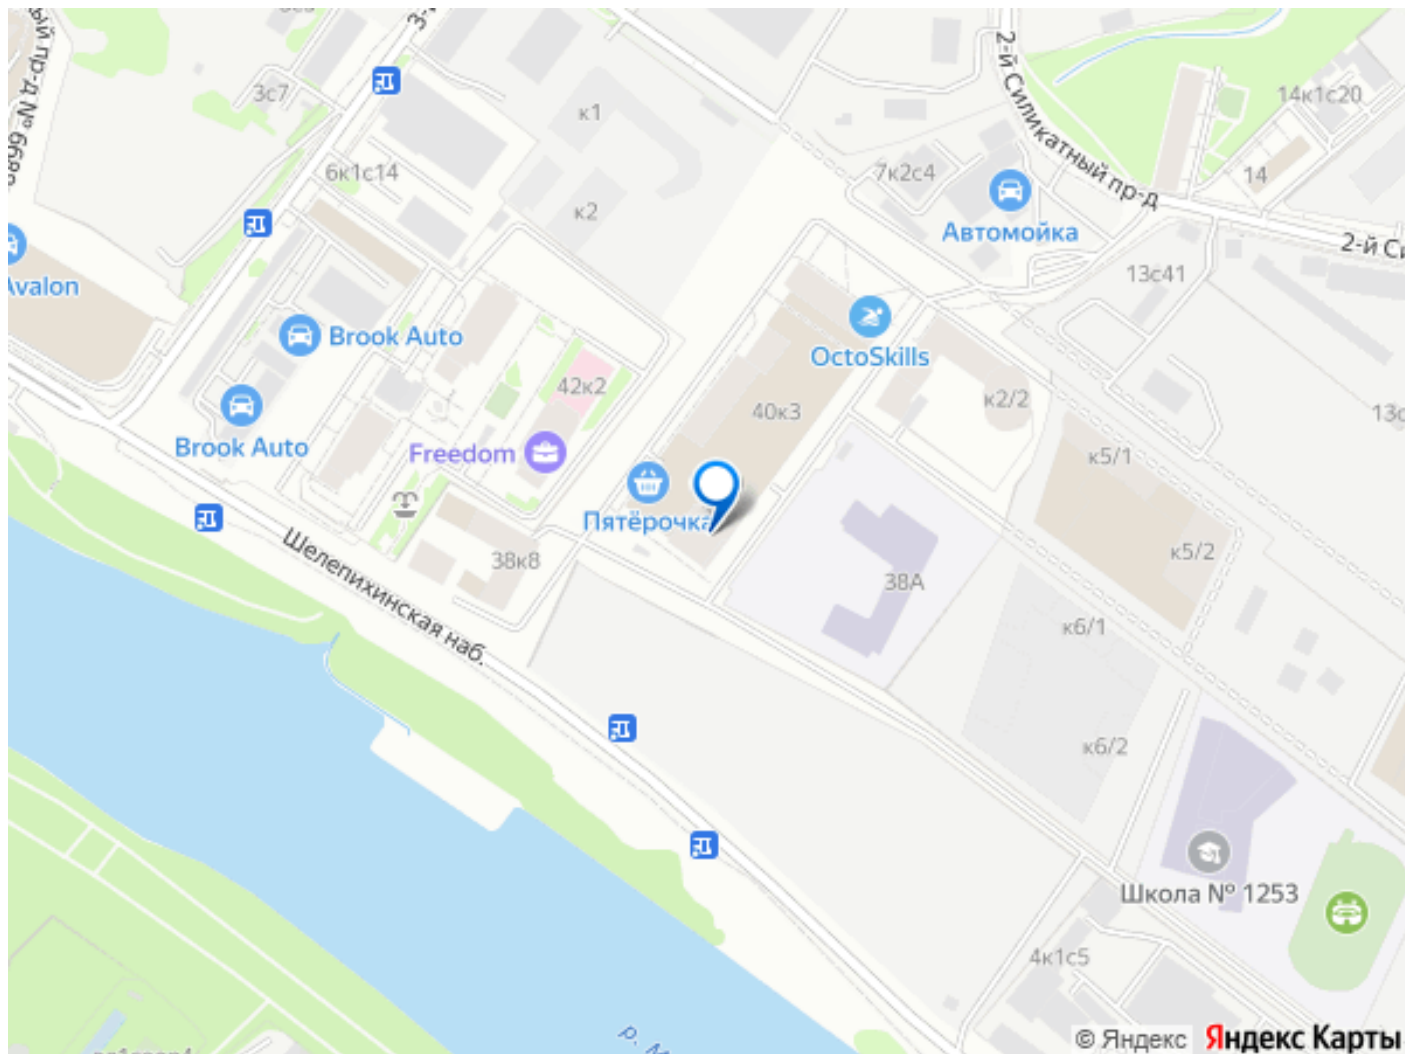 3с7
к1
6к1с14
к2
7к2с4
2-й Силикатный пр-д
14к1с20
14
Автомойка
2-й Си
13с41
Avalon
Brook Auto
OctoSkills
42к2
40к3
к2/2
Brook Auto
Freedom
к5/1
Пятёрочка
38к8
к5/2
38А
Шелепихинская наб.
к6/1
к6/2
Школа № 1253
4к1с5
р. М
© Яндекс Яндекс Карты